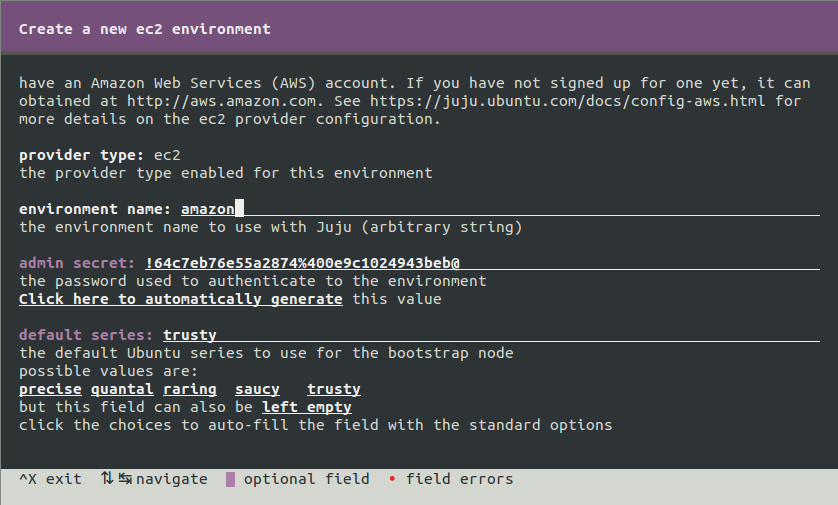 Create a new ec2 environment
have an Amazon Web Services (AWS) account. If you have not signed up for one yet, it can
obtained at http://aws.amazon.com. See https://juju.ubuntu.com/docs/config-aws.html for
more details on the ec2 provider configuration.
provider type: ec2
the provider type enabled for this environment
environment name: amazon
the environment name to use with Juju (arbitrary string)
admin secret: !64c7eb76e55a2874%400e9c1024943beb@
the password used to authenticate to the environment
Click here to automatically generate this value
default series: trusty
the default Ubuntu series to use for the bootstrap node
possible values are:
precise quantal raring saucy trusty
but this field can also be left empty
click the choices to auto-fill the field with the standard options
^X exit ⇅↹ navigate optional field • field errors